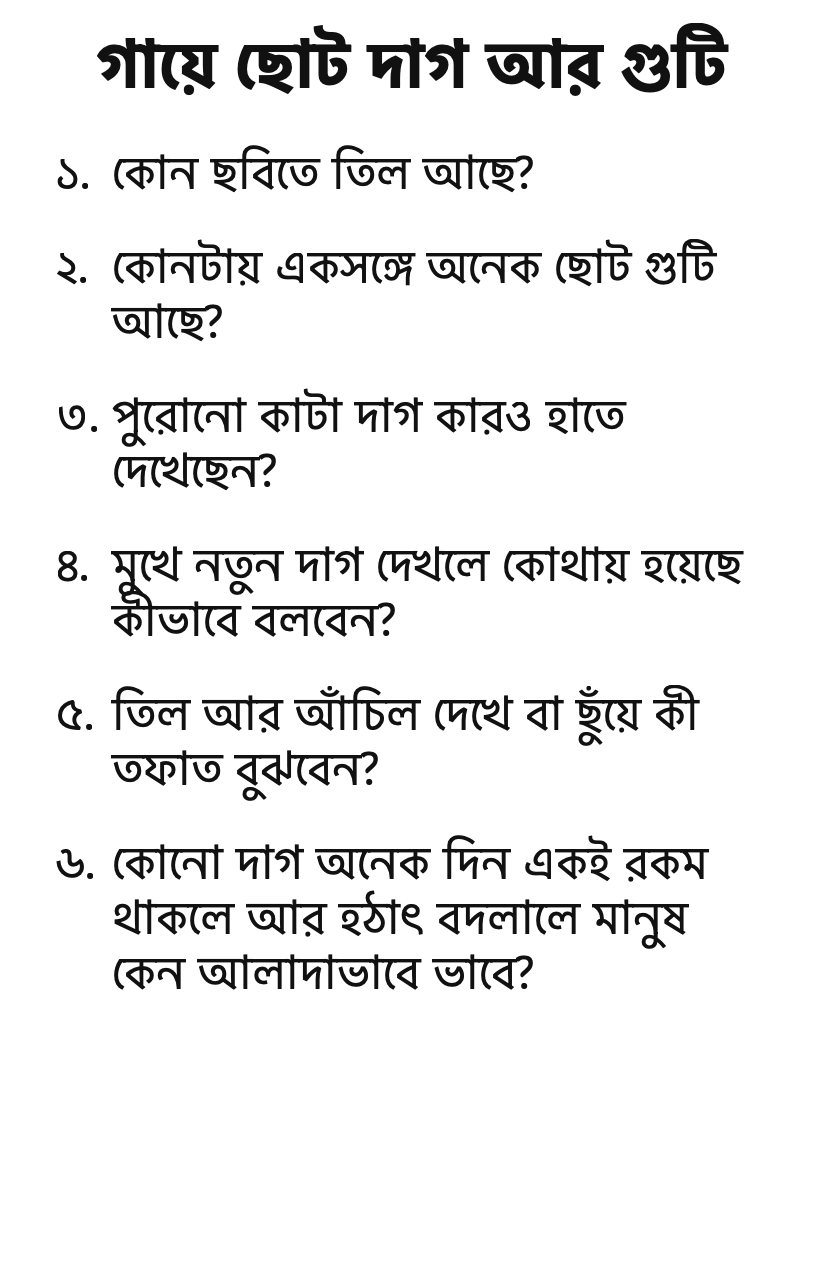 গায়ে ছোট দাগ আর গুটি
১. কোন ছবিতে তিল আছে?
২. কোনটায় একসঙ্গে অনেক ছোট গুটি
আছে?
৩. পুরোনো কাটা দাগ কারও হাতে
দেখেছেন?
৪. মুখে নতুন দাগ দেখলে কোথায় হয়েছে
কীভাবে বলবেন?
৫. তিল আর আঁচিল দেখে বা ছুঁয়ে কী
তফাত বুঝবেন?
৬. কোনো দাগ অনেক দিন একই রকম
থাকলে আর হঠাৎ বদলালে মানুষ
কেন আলাদাভাবে ভাবে?